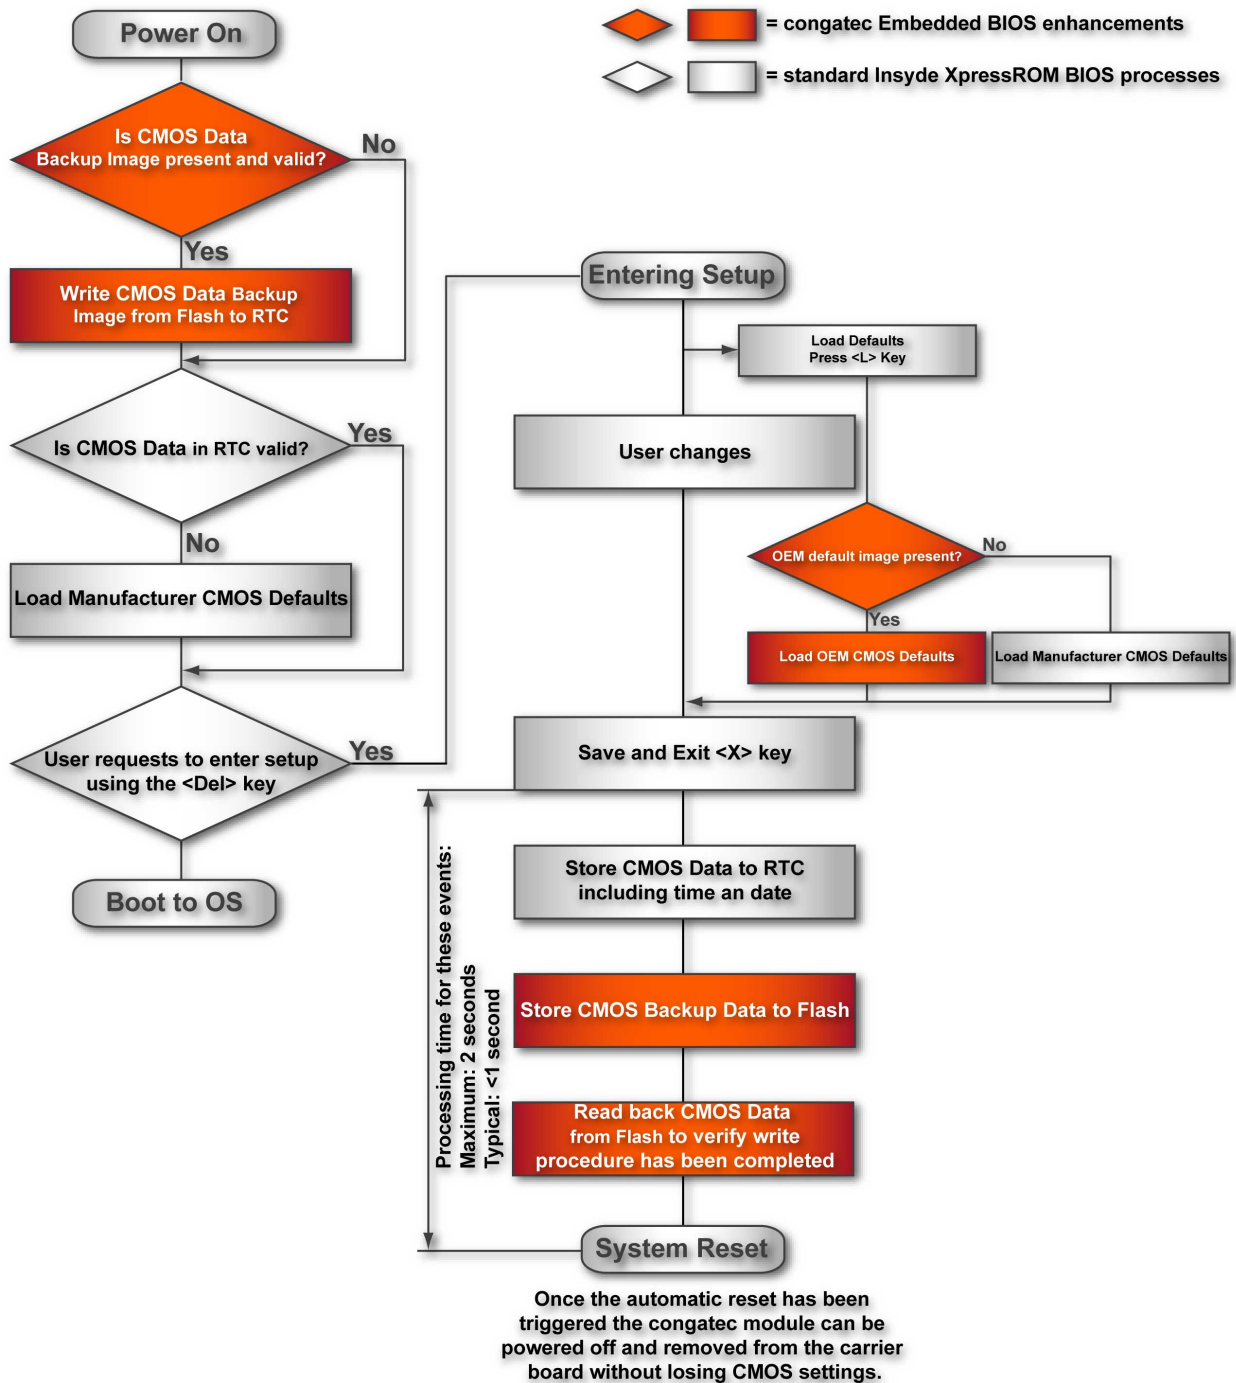 Power On
= congatec Embedded BIOS enhancements
= standard Insyde XpressROM BIOS processes
Is CMOS Data
Backup Image present and valid?
No
Yes
Write CMOS Data Backup
Image from Flash to RTC
Is CMOS Data in RTC valid?
Yes
No
Load Manufacturer CMOS Defaults
User requests to enter setup
using the <Del> key
Yes
Boot to OS
Entering Setup
Load Defaults
Press <L> Key
User changes
OEM default image present?
No
Yes
Load OEM CMOS Defaults
Load Manufacturer CMOS Defaults
Save and Exit <X> key
Processing time for these events:
Maximum: 2 seconds
Typical: <1 second
Store CMOS Data to RTC
including time an date
Store CMOS Backup Data to Flash
Read back CMOS Data
from Flash to verify write
procedure has been completed
System Reset
Once the automatic reset has been
triggered the congatec module can be
powered off and removed from the carrier
board without losing CMOS settings.